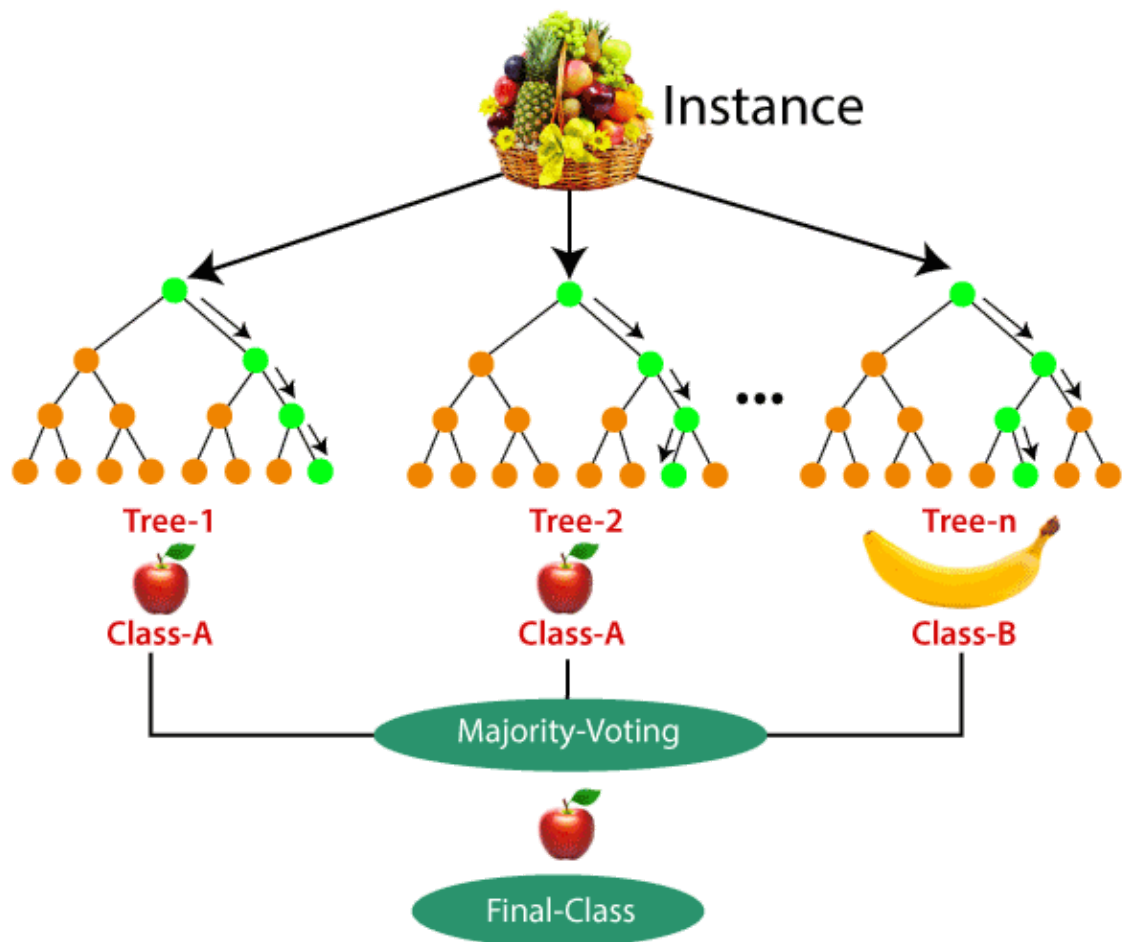 Instance
Tree-1
Tree-2
Tree-n
Class-A
Class-A
Class-B
Majority-Voting
Final-Class